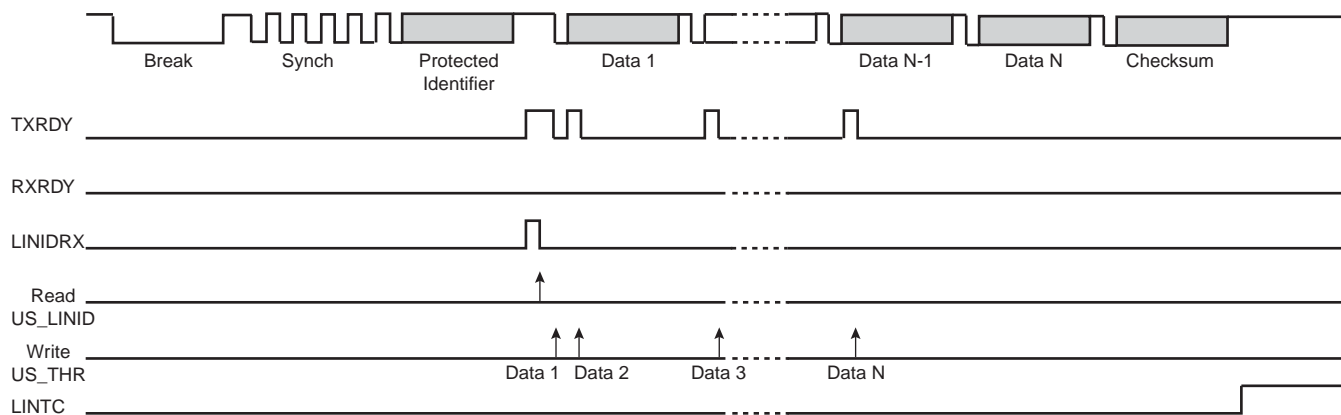 Break Synch Protected Identifier Data 1 Data N-1 Data N Checksum
TXRDY
RXRDY
LINIDRX
Read
US_LINID
Write
US_THR
Data 1 Data 2 Data 3 Data N
LINTC